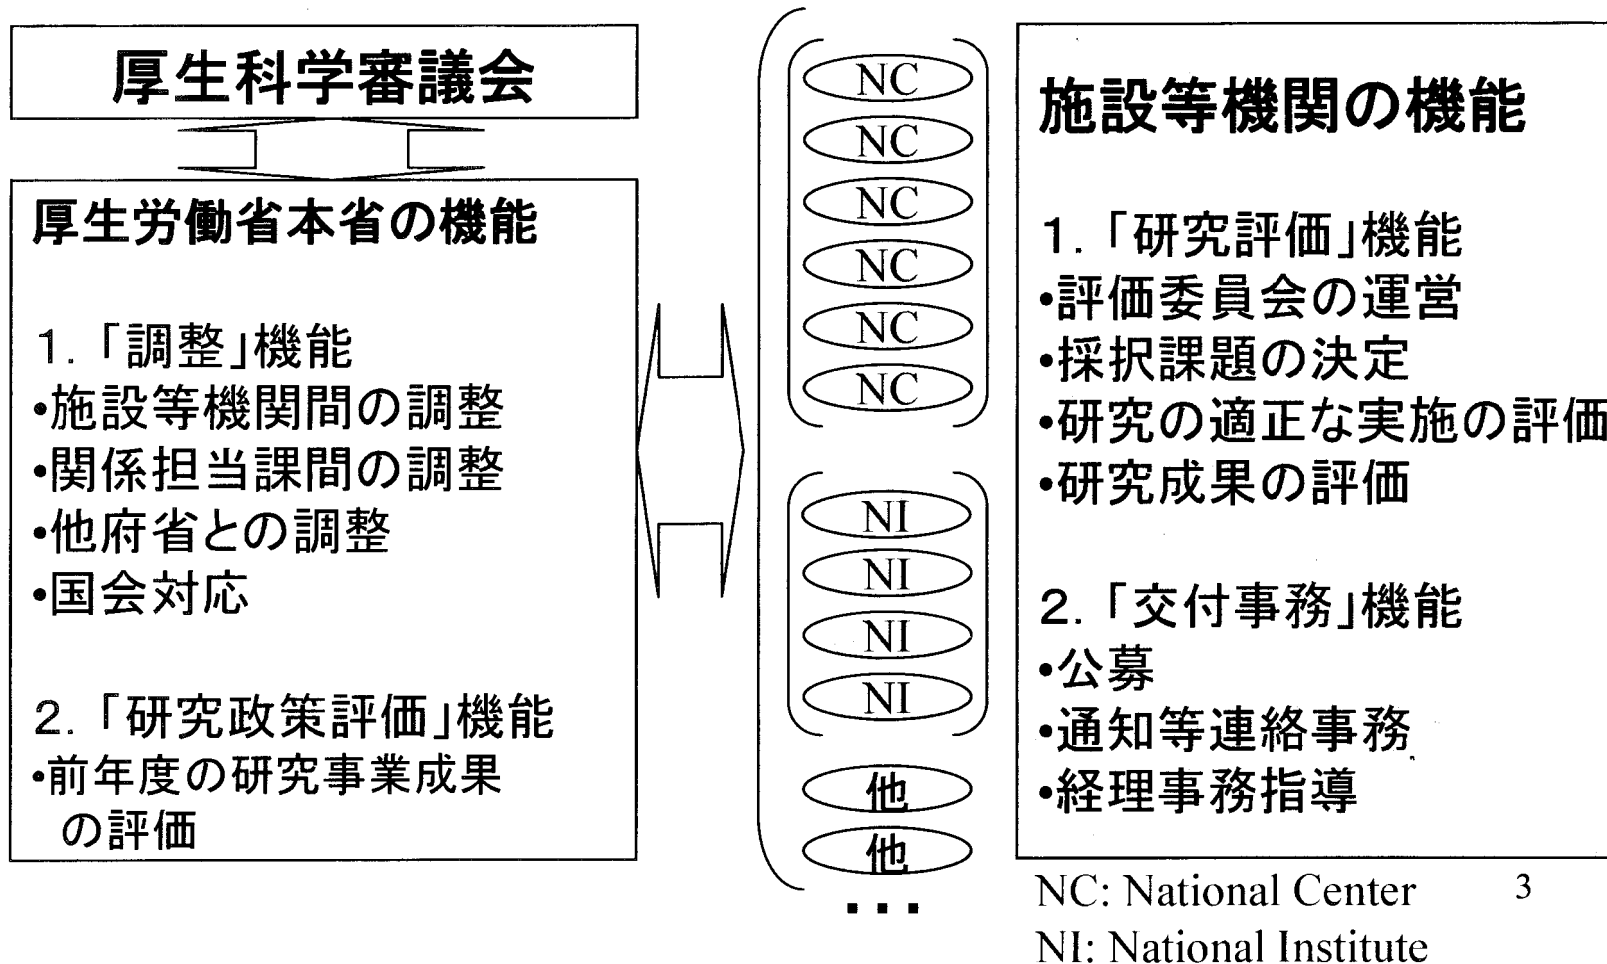 厚生科学審議会
厚生労働省本省の機能
1.「調整」機能
•施設等機関間の調整
•関係担当課間の調整
•他府省との調整
•国会対応
2.「研究政策評価」機能
•前年度の研究事業成果
の評価
NC
NC
NC
NC
NC
NC
NI
NI
NI
NI
他
他
...
施設等機関の機能
1.「研究評価」機能
•評価委員会の運営
•採択課題の決定
•研究の適正な実施の評価
•研究成果の評価
2.「交付事務」機能
•公募
•通知等連絡事務
•経理事務指導
NC: National Center
3
NI: National Institute